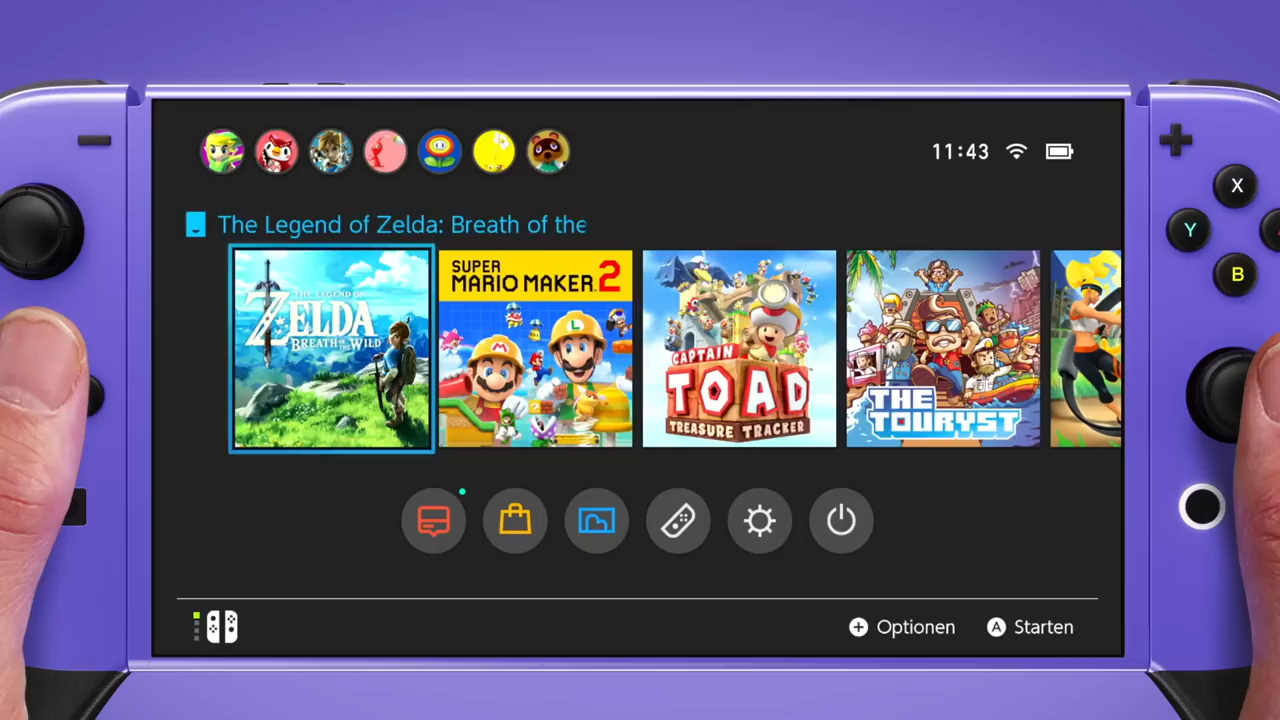 11:43
The Legend of Zelda: Breath of the
THE LEGEND OF
ZELDA
BREATH OF THE WILD
SUPER
MARIO MAKER 2
CAPTAIN
TOAD
TREASURE TRACKER
THE
TOURYST
X
Y
B
+ Optionen
A Starten